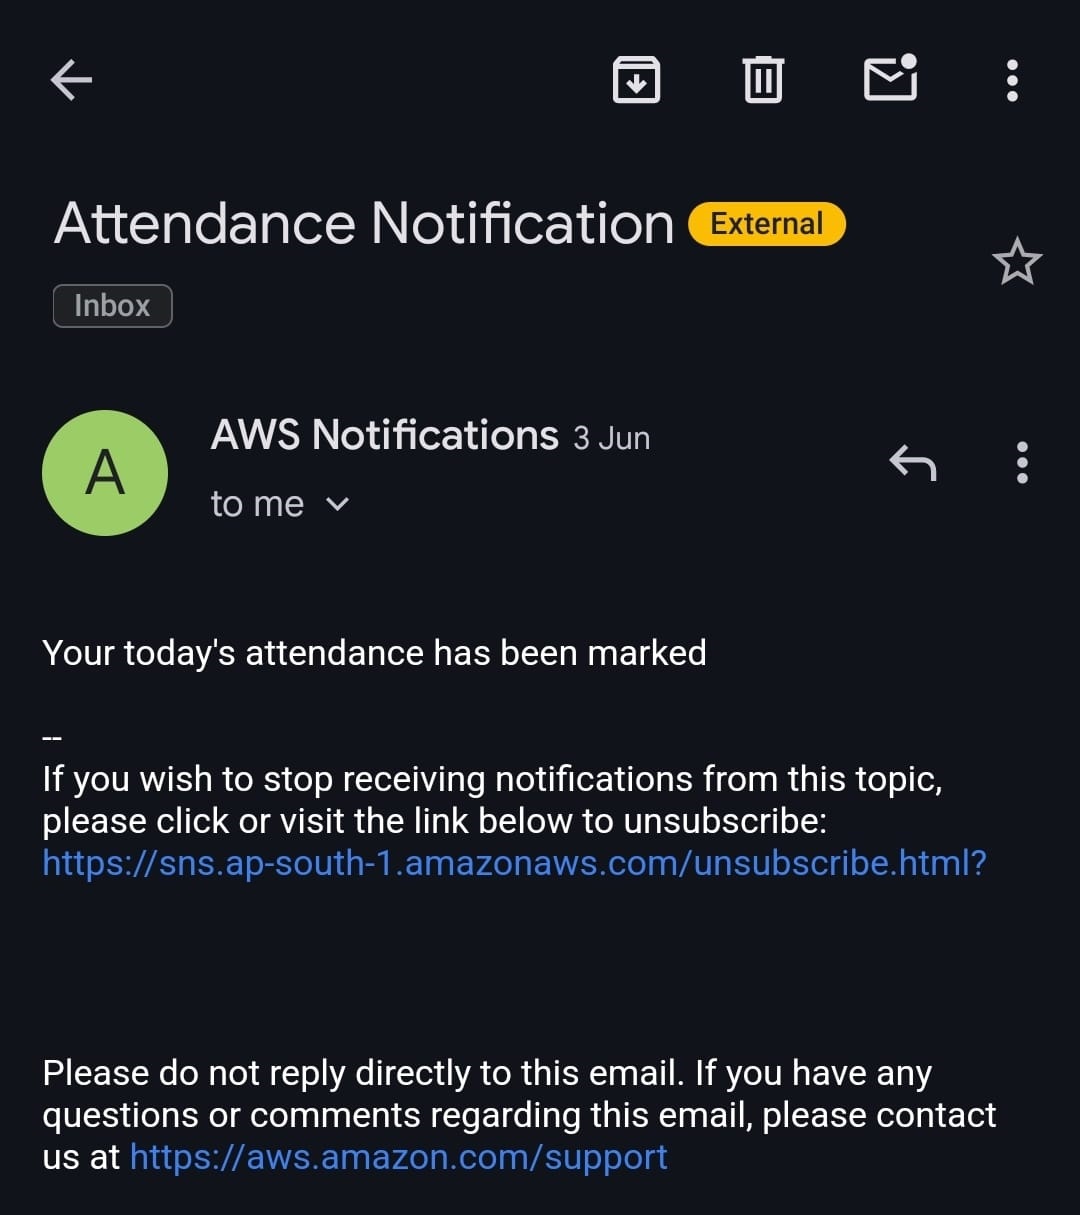 Attendance Notification External
Inbox
A
AWS Notifications 3 Jun
to me
Your today's attendance has been marked
--
If you wish to stop receiving notifications from this topic,
please click or visit the link below to unsubscribe:
https://sns.ap-south-1.amazonaws.com/unsubscribe.html?
Please do not reply directly to this email. If you have any
questions or comments regarding this email, please contact
us at https://aws.amazon.com/support